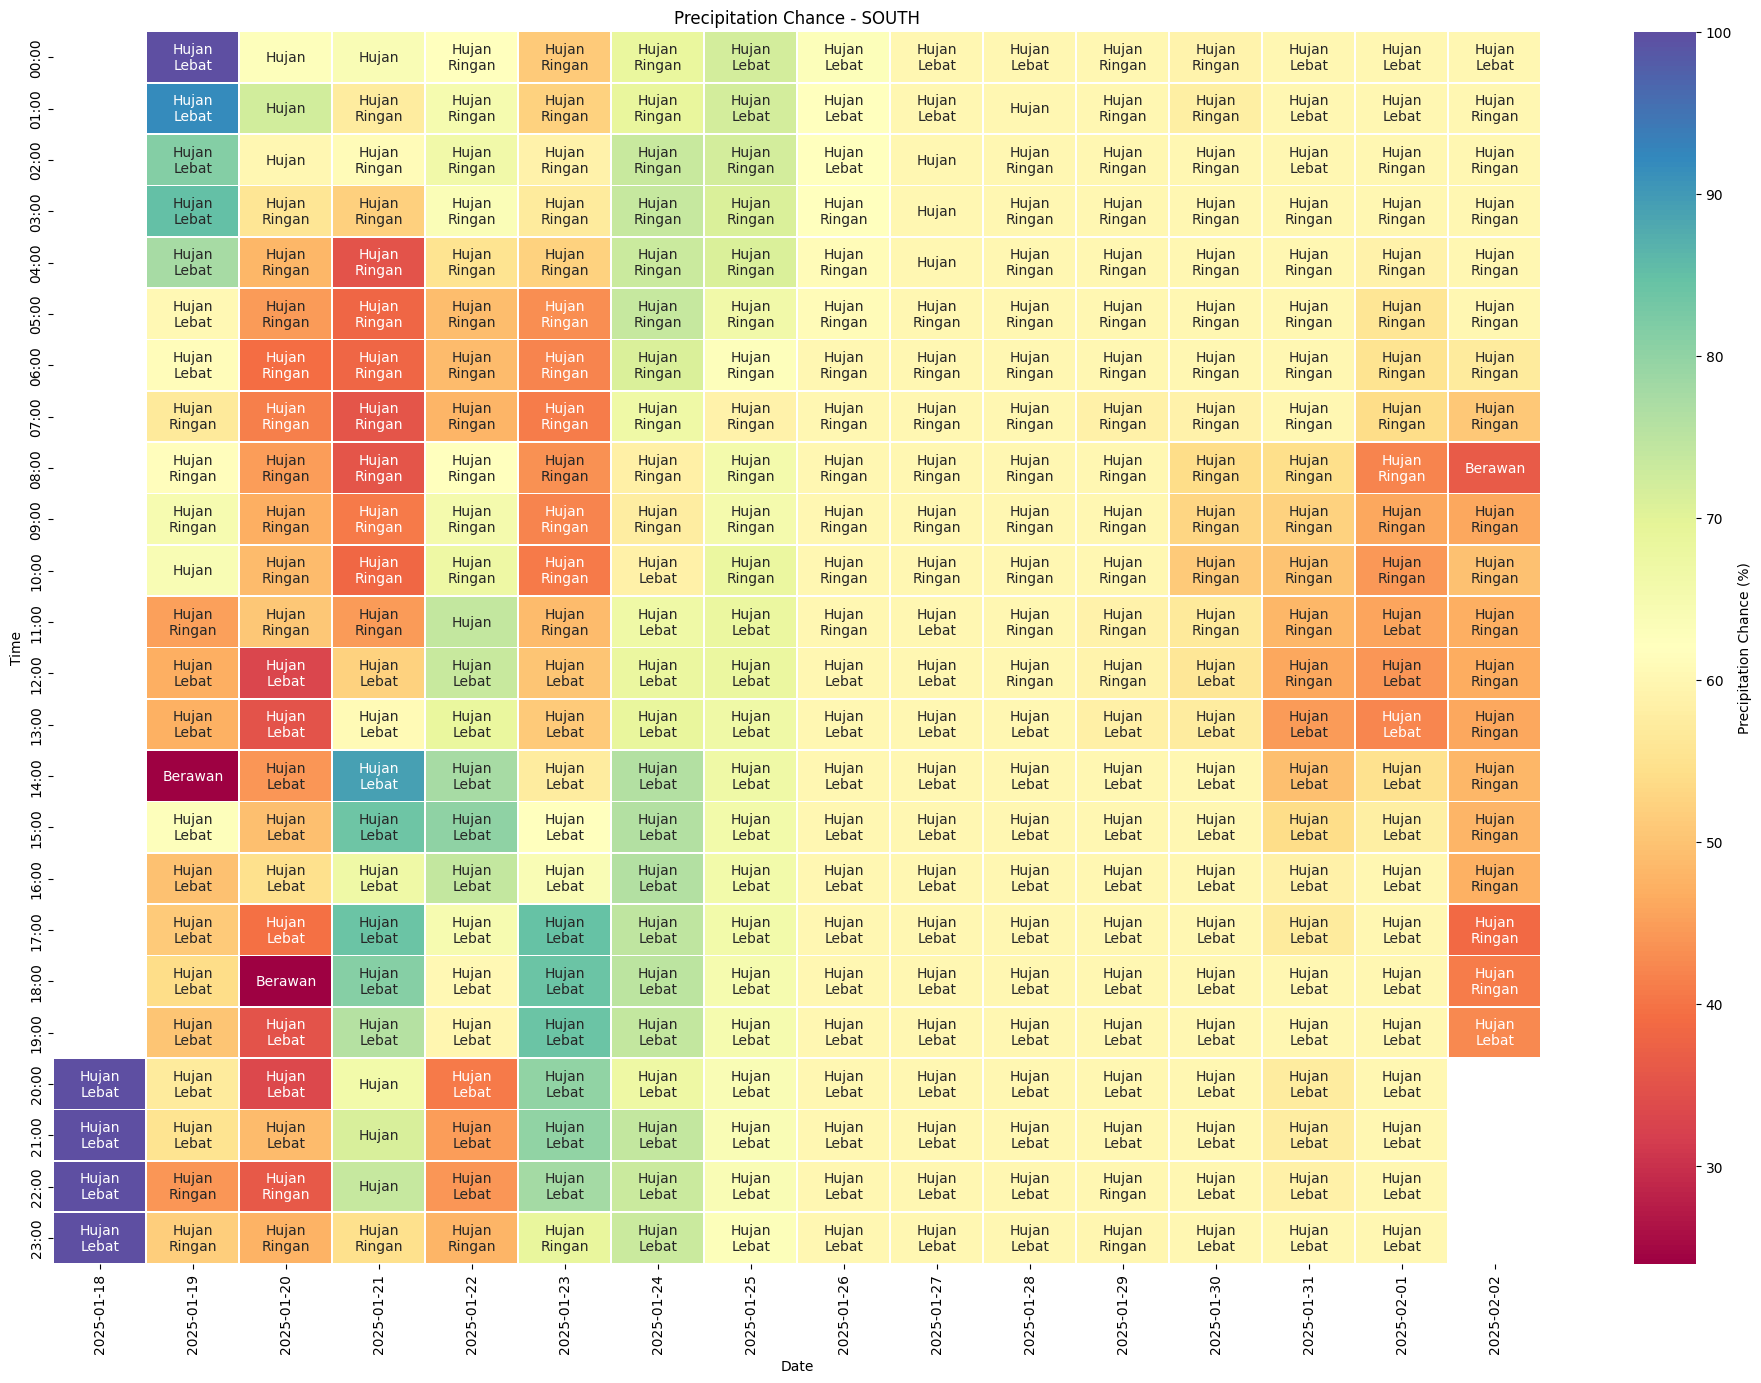 Precipitation Chance - SOUTH
00:00 Hujan Lebat Hujan Hujan Hujan Ringan Hujan Ringan Hujan Ringan Hujan Lebat Hujan Lebat Hujan Lebat Hujan Lebat Hujan Ringan Hujan Ringan Hujan Lebat Hujan Lebat Hujan Lebat
01:00 Hujan Lebat Hujan Hujan Ringan Hujan Ringan Hujan Ringan Hujan Ringan Hujan Lebat Hujan Lebat Hujan Lebat Hujan Hujan Ringan Hujan Ringan Hujan Lebat Hujan Lebat Hujan Ringan
02:00 Hujan Lebat Hujan Hujan Ringan Hujan Ringan Hujan Ringan Hujan Ringan Hujan Ringan Hujan Lebat Hujan Hujan Ringan Hujan Ringan Hujan Ringan Hujan Lebat Hujan Ringan Hujan Ringan
03:00 Hujan Lebat Hujan Ringan Hujan Ringan Hujan Ringan Hujan Ringan Hujan Ringan Hujan Ringan Hujan Ringan Hujan Hujan Ringan Hujan Ringan Hujan Ringan Hujan Ringan Hujan Ringan Hujan Ringan
04:00 Hujan Lebat Hujan Ringan Hujan Ringan Hujan Ringan Hujan Ringan Hujan Ringan Hujan Ringan Hujan Ringan Hujan Hujan Ringan Hujan Ringan Hujan Ringan Hujan Ringan Hujan Ringan Hujan Ringan
05:00 Hujan Lebat Hujan Ringan Hujan Ringan Hujan Ringan Hujan Ringan Hujan Ringan Hujan Ringan Hujan Ringan Hujan Ringan Hujan Ringan Hujan Ringan Hujan Ringan Hujan Ringan Hujan Ringan Hujan Ringan
06:00 Hujan Lebat Hujan Ringan Hujan Ringan Hujan Ringan Hujan Ringan Hujan Ringan Hujan Ringan Hujan Ringan Hujan Ringan Hujan Ringan Hujan Ringan Hujan Ringan Hujan Ringan Hujan Ringan Hujan Ringan
07:00 Hujan Ringan Hujan Ringan Hujan Ringan Hujan Ringan Hujan Ringan Hujan Ringan Hujan Ringan Hujan Ringan Hujan Ringan Hujan Ringan Hujan Ringan Hujan Ringan Hujan Ringan Hujan Ringan Hujan Ringan
08:00 Hujan Ringan Hujan Ringan Hujan Ringan Hujan Ringan Hujan Ringan Hujan Ringan Hujan Ringan Hujan Ringan Hujan Ringan Hujan Ringan Hujan Ringan Hujan Ringan Hujan Ringan Hujan Ringan Berawan
09:00 Hujan Ringan Hujan Ringan Hujan Ringan Hujan Ringan Hujan Ringan Hujan Ringan Hujan Ringan Hujan Ringan Hujan Ringan Hujan Ringan Hujan Ringan Hujan Ringan Hujan Ringan Hujan Ringan Hujan Ringan
10:00 Hujan Hujan Ringan Hujan Ringan Hujan Ringan Hujan Ringan Hujan Lebat Hujan Ringan Hujan Ringan Hujan Ringan Hujan Ringan Hujan Ringan Hujan Ringan Hujan Ringan Hujan Ringan Hujan Ringan
11:00 Hujan Ringan Hujan Ringan Hujan Ringan Hujan Hujan Ringan Hujan Lebat Hujan Lebat Hujan Ringan Hujan Lebat Hujan Ringan Hujan Ringan Hujan Ringan Hujan Ringan Hujan Lebat Hujan Ringan
12:00 Hujan Lebat Hujan Lebat Hujan Lebat Hujan Lebat Hujan Lebat Hujan Lebat Hujan Lebat Hujan Lebat Hujan Lebat Hujan Ringan Hujan Ringan Hujan Lebat Hujan Ringan Hujan Lebat Hujan Ringan
13:00 Hujan Lebat Hujan Lebat Hujan Lebat Hujan Lebat Hujan Lebat Hujan Lebat Hujan Lebat Hujan Lebat Hujan Lebat Hujan Lebat Hujan Lebat Hujan Lebat Hujan Lebat Hujan Lebat Hujan Ringan
14:00 Berawan Hujan Lebat Hujan Lebat Hujan Lebat Hujan Lebat Hujan Lebat Hujan Lebat Hujan Lebat Hujan Lebat Hujan Lebat Hujan Lebat Hujan Lebat Hujan Lebat Hujan Lebat Hujan Ringan
15:00 Hujan Lebat Hujan Lebat Hujan Lebat Hujan Lebat Hujan Lebat Hujan Lebat Hujan Lebat Hujan Lebat Hujan Lebat Hujan Lebat Hujan Lebat Hujan Lebat Hujan Lebat Hujan Lebat Hujan Ringan
16:00 Hujan Lebat Hujan Lebat Hujan Lebat Hujan Lebat Hujan Lebat Hujan Lebat Hujan Lebat Hujan Lebat Hujan Lebat Hujan Lebat Hujan Lebat Hujan Lebat Hujan Lebat Hujan Lebat Hujan Ringan
17:00 Hujan Lebat Hujan Lebat Hujan Lebat Hujan Lebat Hujan Lebat Hujan Lebat Hujan Lebat Hujan Lebat Hujan Lebat Hujan Lebat Hujan Lebat Hujan Lebat Hujan Lebat Hujan Lebat Hujan Ringan
18:00 Hujan Lebat Berawan Hujan Lebat Hujan Lebat Hujan Lebat Hujan Lebat Hujan Lebat Hujan Lebat Hujan Lebat Hujan Lebat Hujan Lebat Hujan Lebat Hujan Lebat Hujan Lebat Hujan Ringan
19:00 Hujan Lebat Hujan Lebat Hujan Lebat Hujan Lebat Hujan Lebat Hujan Lebat Hujan Lebat Hujan Lebat Hujan Lebat Hujan Lebat Hujan Lebat Hujan Lebat Hujan Lebat Hujan Lebat Hujan Lebat
20:00 Hujan Lebat Hujan Lebat Hujan Lebat Hujan Hujan Lebat Hujan Lebat Hujan Lebat Hujan Lebat Hujan Lebat Hujan Lebat Hujan Lebat Hujan Lebat Hujan Lebat Hujan Lebat Hujan Lebat
21:00 Hujan Lebat Hujan Lebat Hujan Lebat Hujan Hujan Lebat Hujan Lebat Hujan Lebat Hujan Lebat Hujan Lebat Hujan Lebat Hujan Lebat Hujan Lebat Hujan Lebat Hujan Lebat Hujan Lebat
22:00 Hujan Lebat Hujan Ringan Hujan Ringan Hujan Hujan Lebat Hujan Lebat Hujan Lebat Hujan Lebat Hujan Lebat Hujan Lebat Hujan Lebat Hujan Ringan Hujan Lebat Hujan Lebat Hujan Lebat
23:00 Hujan Lebat Hujan Ringan Hujan Ringan Hujan Ringan Hujan Ringan Hujan Ringan Hujan Lebat Hujan Lebat Hujan Lebat Hujan Lebat Hujan Lebat Hujan Ringan Hujan Lebat Hujan Lebat Hujan Lebat
Time
2025-01-18 2025-01-19 2025-01-20 2025-01-21 2025-01-22 2025-01-23 2025-01-24 2025-01-25 2025-01-26 2025-01-27 2025-01-28 2025-01-29 2025-01-30 2025-01-31 2025-02-01 2025-02-02
Date
100
90
80
70
60
50
40
30
Precipitation Chance (%)